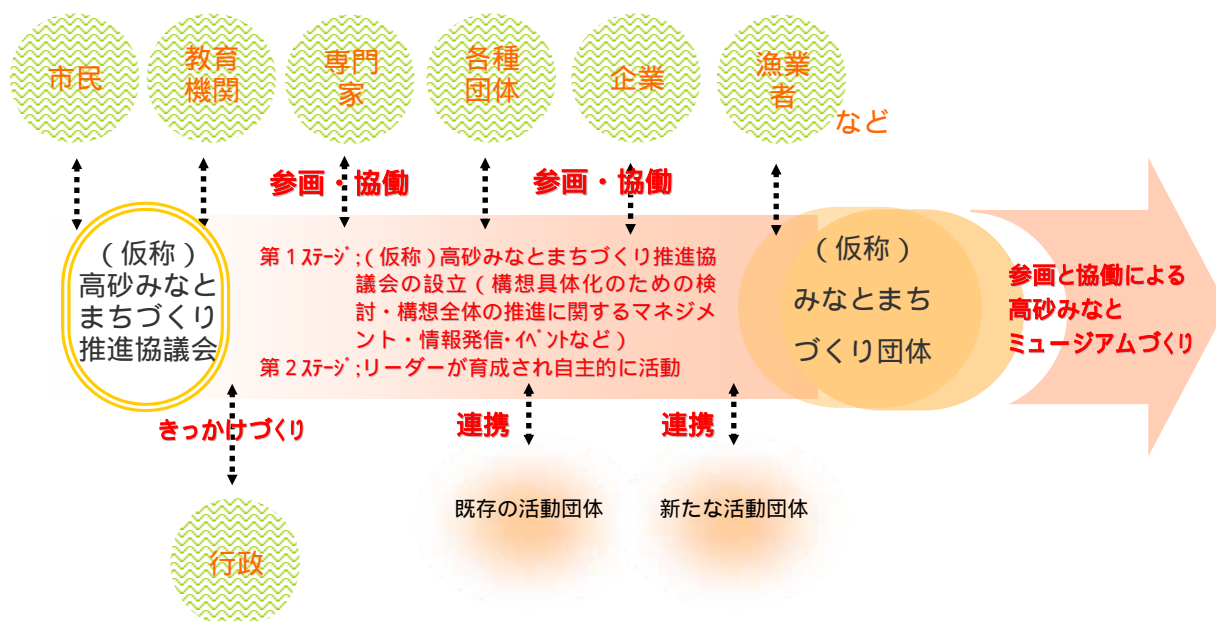 市民
教育
機関
専門
家
各種
団体
企業
漁業
者
など
参画・協働
参画・協働
(仮称)
高砂みなと
まちづくり
推進協議会
第1ｽﾃｰｼﾞ;(仮称)高砂みなとまちづくり推進協
議会の設立(構想具体化のための検
討・構想全体の推進に関するマネジメ
ント・情報発信・ｲﾍﾞﾝﾄなど)
第2ｽﾃｰｼﾞ;リーダーが育成され自主的に活動
(仮称)
みなとまち
づくり団体
参画と協働による
高砂みなと
ミュージアムづくり
きっかけづくり
連携
連携
既存の活動団体
新たな活動団体
行政